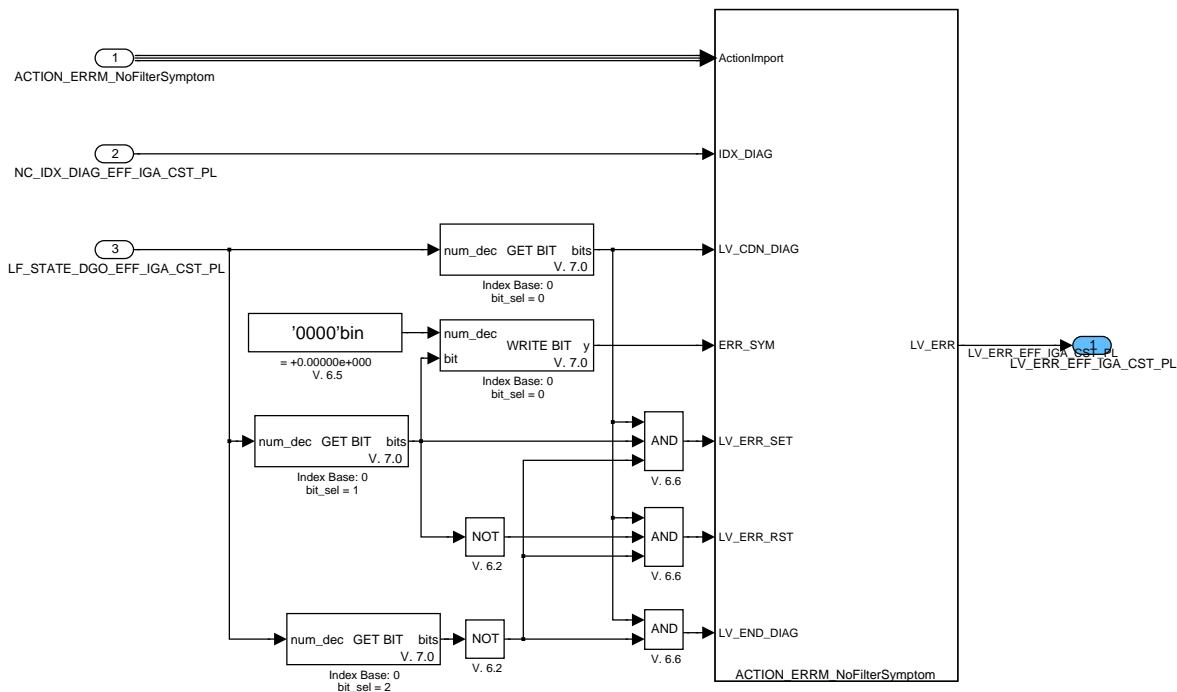 1
ACTION_ERRM_NoFilterSymptom
ActionImport
2
NC_IDX_DIAG_EFF_IGA_CST_PL
IDX_DIAG
3
LF_STATE_DGO_EFF_IGA_CST_PL
num_dec GET BIT bits
V. 7.0
Index Base: 0
bit_sel = 0
LV_CDN_DIAG
'0000'bin
= +0.00000e+000
V. 6.5
num_dec
WRITE BIT y
bit
V. 7.0
Index Base: 0
bit_sel = 0
ERR_SYM
LV_ERR
LV_ERR_EFF_IGA_CST_PL
1
LV_ERR_EFF_IGA_CST_PL
num_dec GET BIT bits
V. 7.0
Index Base: 0
bit_sel = 1
AND
V. 6.6
LV_ERR_SET
NOT
V. 6.2
AND
V. 6.6
LV_ERR_RST
num_dec GET BIT bits
V. 7.0
Index Base: 0
bit_sel = 2
NOT
V. 6.2
AND
V. 6.6
LV_END_DIAG
ACTION_ERRM_NoFilterSymptom